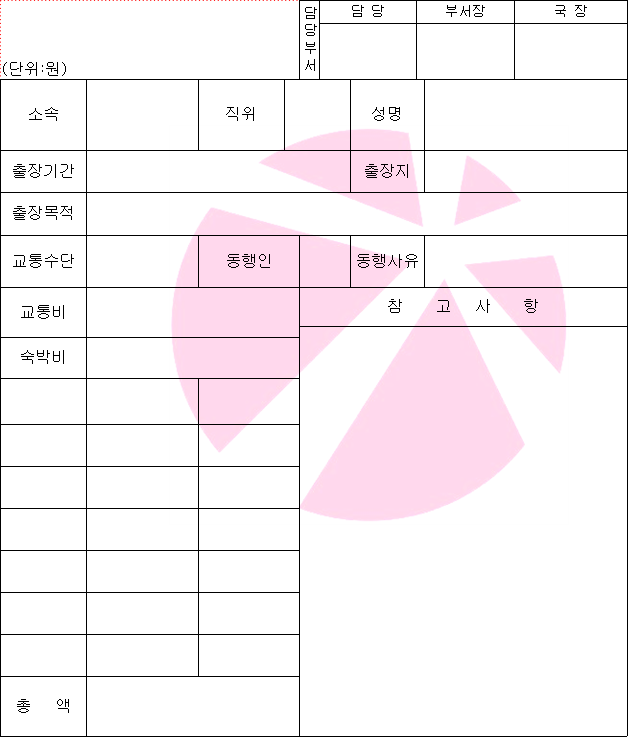 담당부서
담 당 부서장 국 장
(단위:원)
소속 직위 성명
출장기간 출장지
출장목적
교통수단 동행인 동행사유
교통비 참 고 사 항
숙박비
총 액